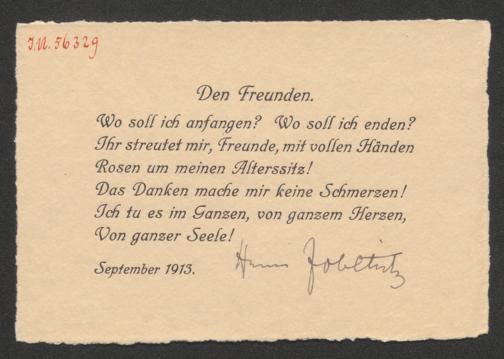 J.N. 56329
Den Freunden.
Wo soll ich anfangen? Wo soll ich enden?
Ihr streutet mir, Freunde, mit vollen Händen
Rosen um meinen Alterssitz!
Das Danken mache mir keine Schmerzen!
Ich tu es im Ganzen, von ganzem Herzen,
Von ganzer Seele!
September 1913.